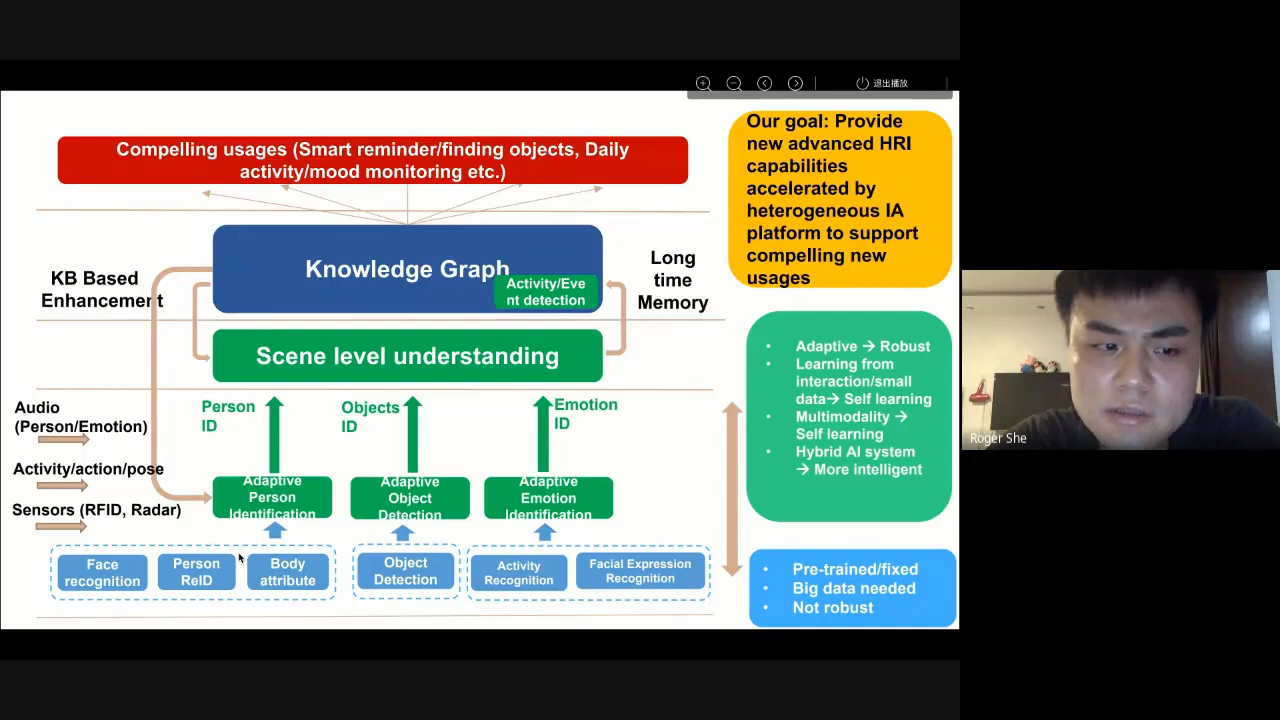 退出播放
Compelling usages (Smart reminder/finding objects, Daily
activity/mood monitoring etc.)
Our goal: Provide
new advanced HRI
capabilities
accelerated by
heterogeneous IA
platform to support
compelling new
usages
KB Based
Enhancement
Knowledge Graph
Activity/Eve
nt detection
Long
time
Memory
Scene level understanding
• Adaptive → Robust
• Learning from
interaction/small
data→ Self learning
• Multimodality →
Self learning
• Hybrid AI system
→ More intelligent
Audio
(Person/Emotion)
Activity/action/pose
Sensors (RFID, Radar)
Person
ID
Objects
ID
Emotion
ID
Adaptive
Person
Identification
Adaptive
Object
Detection
Adaptive
Emotion
Identification
Face
recognition
Person
ReID
Body
attribute
Object
Detection
Activity
Recognition
Facial Expression
Recognition
• Pre-trained/fixed
• Big data needed
• Not robust
Roger She